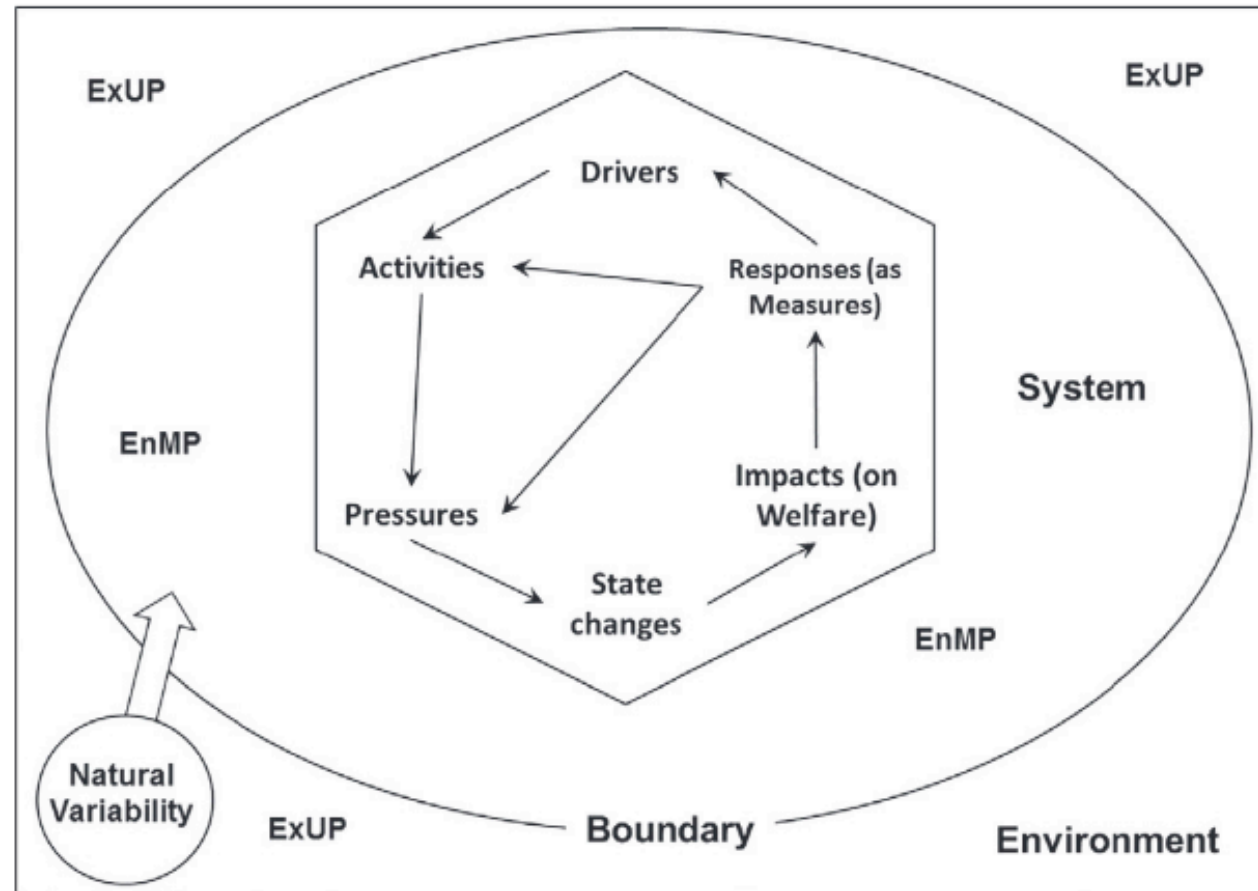 ExUP
ExUP
Drivers
Activities
Responses (as
Measures)
System
EnMP
Impacts (on
Welfare)
Pressures
State
changes
EnMP
Natural
Variability
ExUP
Boundary
Environment